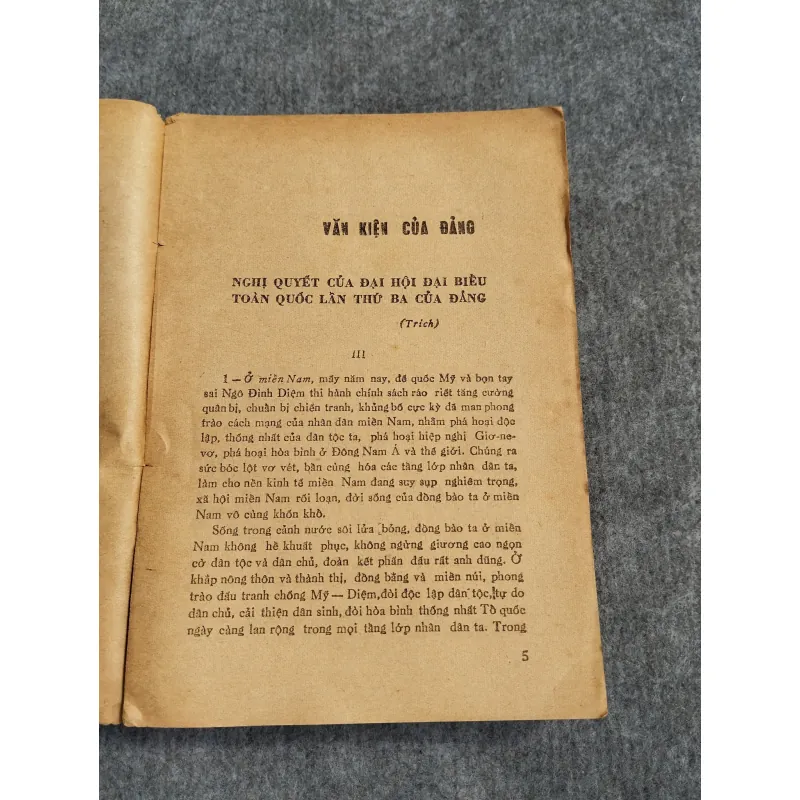 VĂN KIỆN CỦA ĐẢNG
NGHỊ QUYẾT CỦA ĐẠI HỘI ĐẠI BIỂU
TOÀN QUỐC LẦN THỨ BA CỦA ĐẢNG
(Trích)
III
1 — Ở miền Nam, mấy năm nay, đế quốc Mỹ và bọn tay
sai Ngô Đình Diệm thi hành chính sách ráo riết tăng cường
quân bị, chuẩn bị chiến tranh, khủng bố cực kỳ dã man phong
trào cách mạng của nhân dân miền Nam, nhằm phá hoại độc
lập, thống nhất của dân tộc ta, phá hoại hiệp nghị Giơ-ne-
vơ, phá hoại hòa bình ở Đông Nam Á và thế giới. Chúng ra
sức bóc lột vơ vét, bần cùng hóa các tầng lớp nhân dân ta,
làm cho nền kinh tế miền Nam đang suy sụp nghiêm trọng,
xã hội miền Nam rối loạn, đời sống của đồng bào ta ở miền
Nam vô cùng khốn khổ.
Sống trong cảnh nước sôi lửa bỏng, đồng bào ta ở miền
Nam không hề khuất phục, không ngừng giương cao ngọn
cờ dân tộc và dân chủ, đoàn kết phấn đấu rất anh dũng. Ở
khắp nông thôn và thành thị, đồng bằng và miền núi, phong
trào đấu tranh chống Mỹ — Diệm, đòi độc lập dân tộc, tự do
dân chủ, cải thiện dân sinh, đòi hòa bình thống nhất Tổ quốc
ngày càng lan rộng trong mọi tầng lớp nhân dân ta. Trong
5